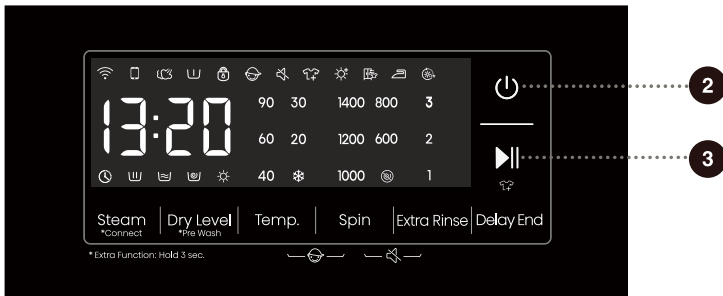 2
13:20
90 30 1400 800 3
60 20 1200 600 2
40 1000 1
3
Steam Dry Level Temp. Spin Extra Rinse Delay End
*Connect *Pre Wash
* Extra Function: Hold 3 sec.